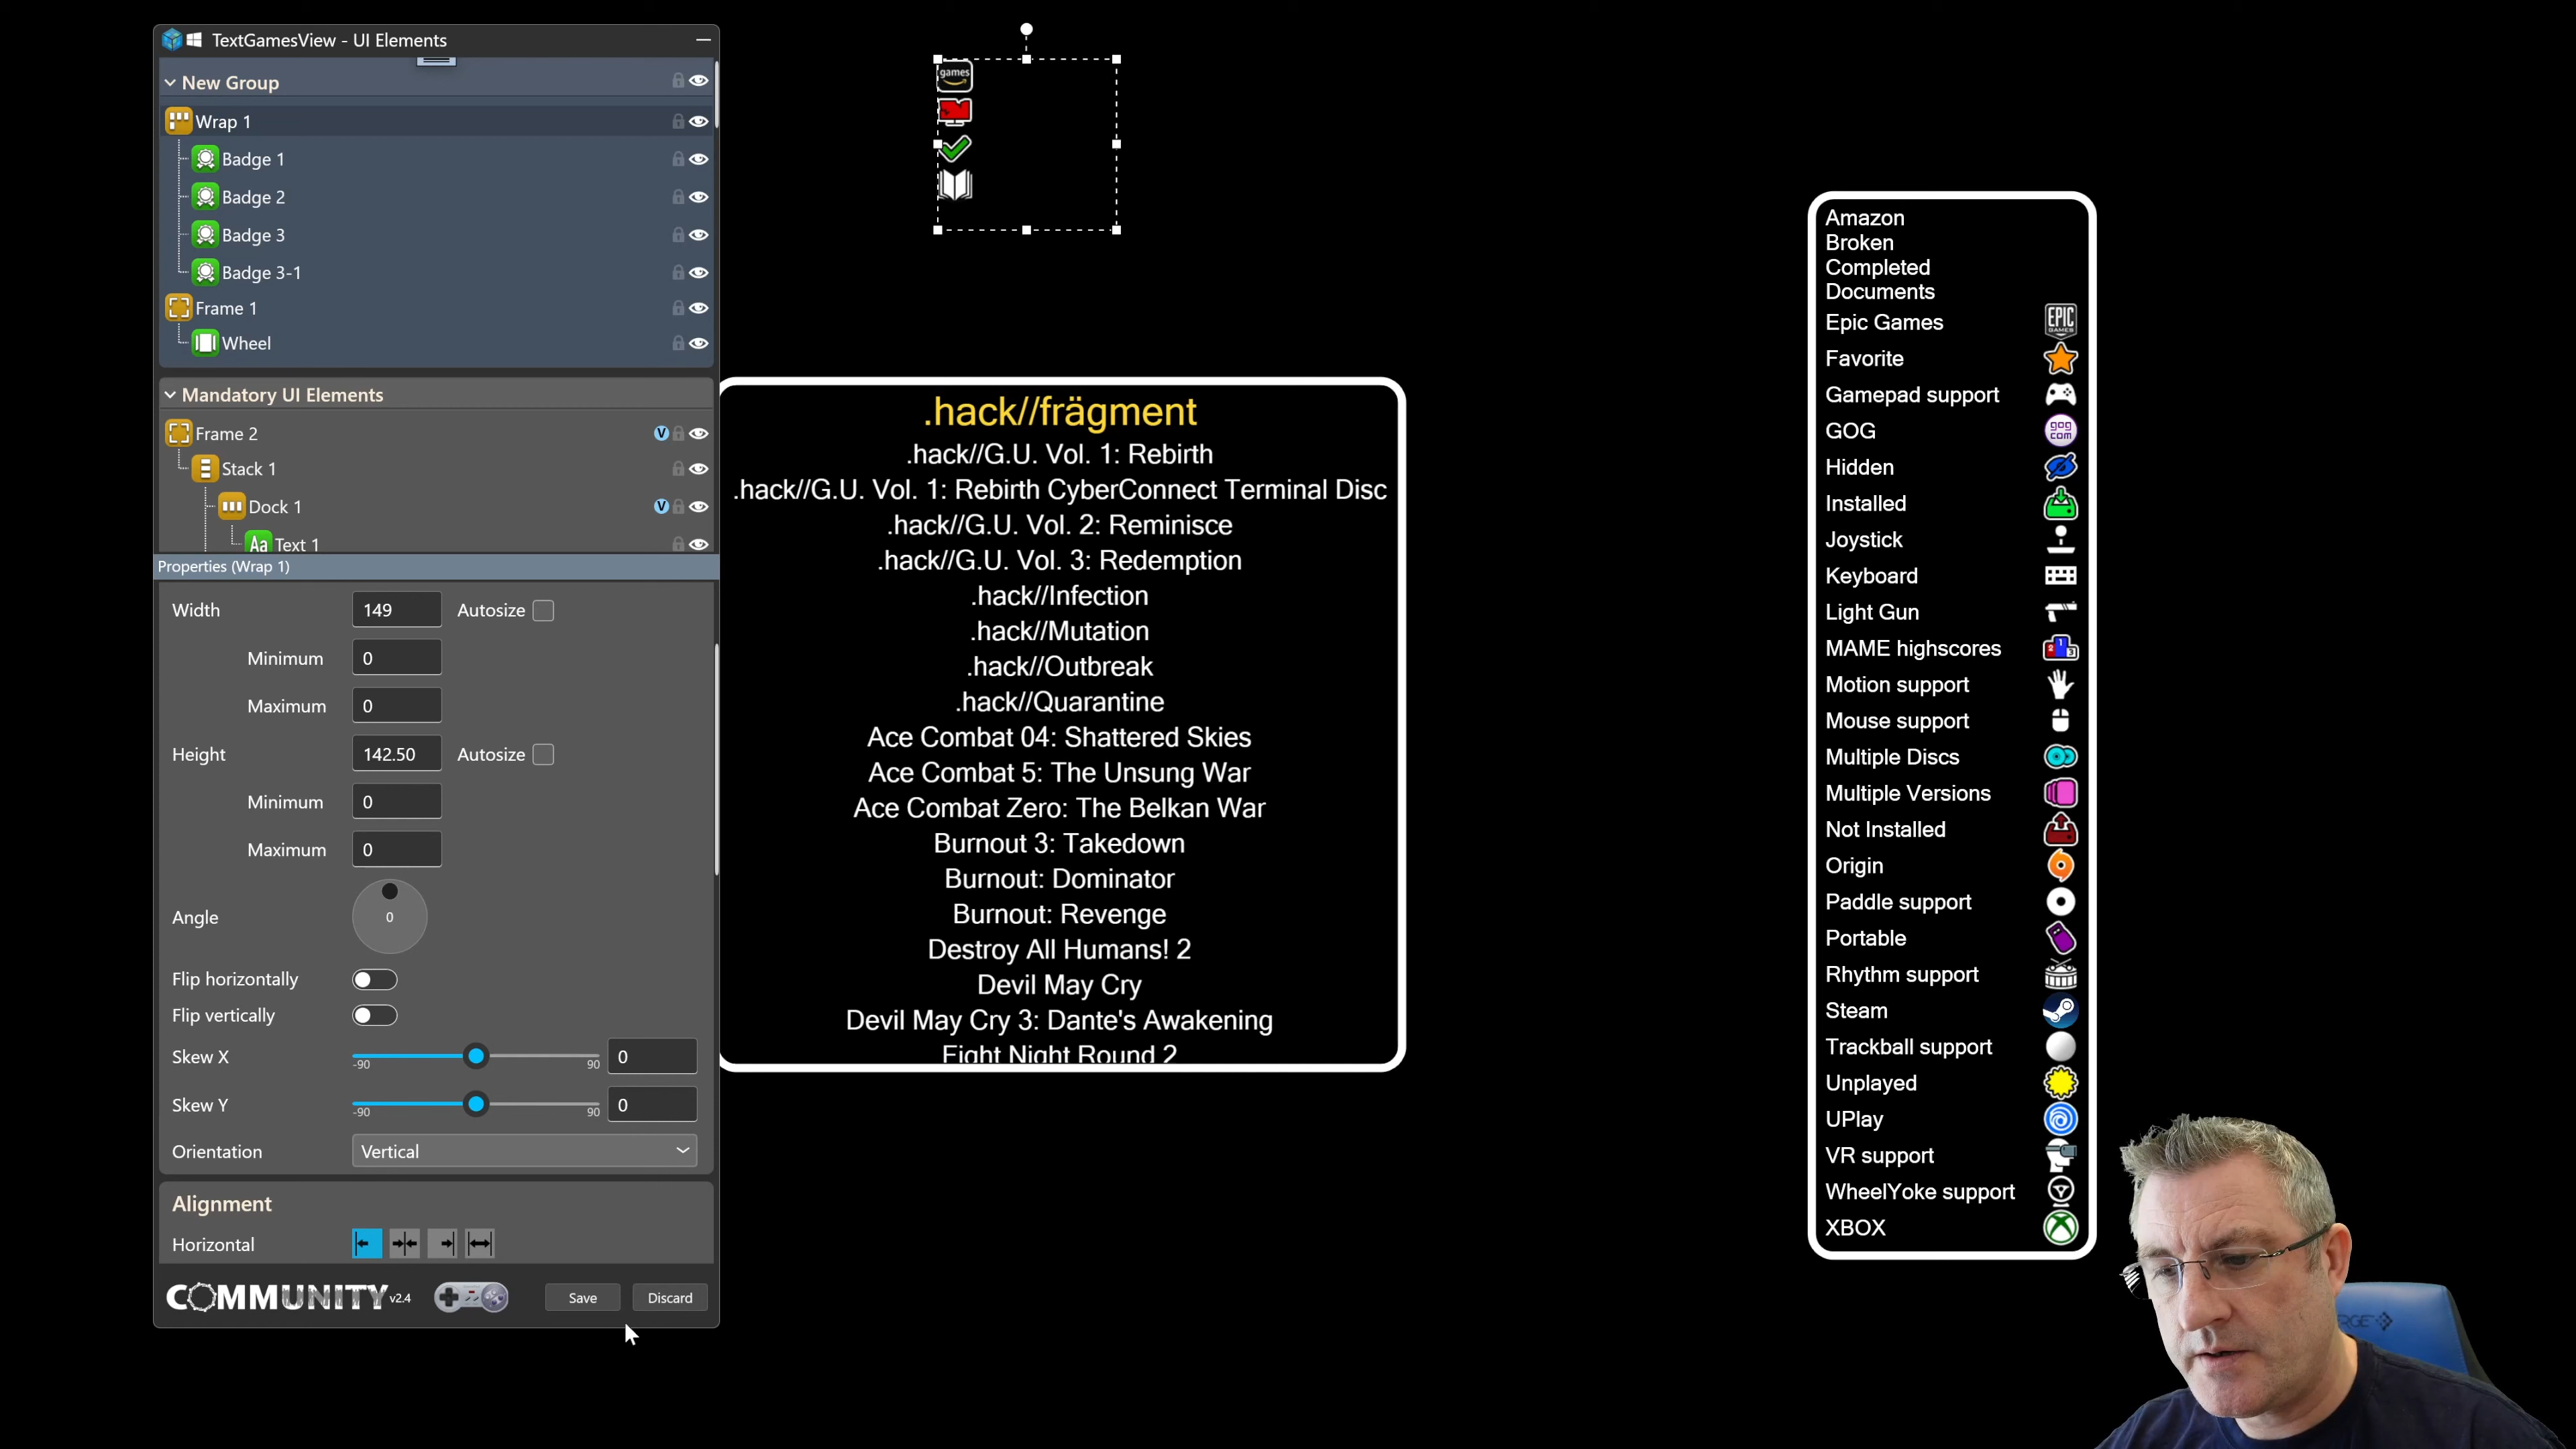 TextGamesView - UI Elements
New Group
Wrap 1
Badge 1
Badge 2
Badge 3
Badge 3-1
Frame 1
Wheel
Mandatory UI Elements
Frame 2
V
Stack 1
Dock 1
V
Aa Text 1
Properties (Wrap 1)
Width 149 Autosize
Minimum 0
Maximum 0
Height 142.50 Autosize
Minimum 0
Maximum 0
Angle 0
Flip horizontally
Flip vertically
Skew X 0
-90 90
Skew Y 0
-90 90
Orientation Vertical
Alignment
Horizontal
COMMUNITY v2.4
Save Discard
games
.hack//frägment
.hack//G.U. Vol. 1: Rebirth
.hack//G.U. Vol. 1: Rebirth CyberConnect Terminal Disc
.hack//G.U. Vol. 2: Reminisce
.hack//G.U. Vol. 3: Redemption
.hack//Infection
.hack//Mutation
.hack//Outbreak
.hack//Quarantine
Ace Combat 04: Shattered Skies
Ace Combat 5: The Unsung War
Ace Combat Zero: The Belkan War
Burnout 3: Takedown
Burnout: Dominator
Burnout: Revenge
Destroy All Humans! 2
Devil May Cry
Devil May Cry 3: Dante's Awakening
Fight Night Round 2
Amazon
Broken
Completed
Documents
Epic Games
EPIC
GAMES
Favorite
Gamepad support
GOG
gog
com
Hidden
Installed
Joystick
Keyboard
Light Gun
MAME highscores
2 1 3
Motion support
Mouse support
Multiple Discs
Multiple Versions
Not Installed
Origin
Paddle support
Portable
Rhythm support
Steam
Trackball support
Unplayed
UPlay
VR support
WheelYoke support
XBOX